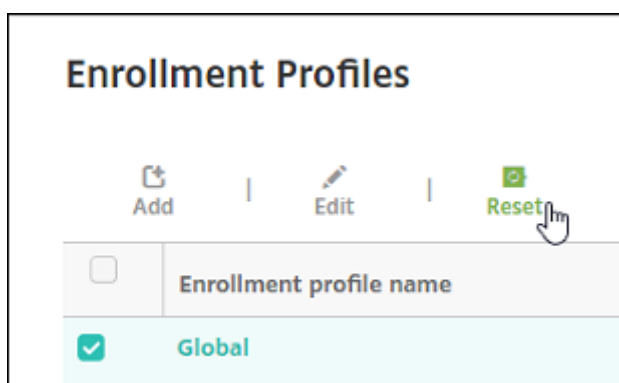 Enrollment Profiles
Add | Edit | Reset
Enrollment profile name
Global